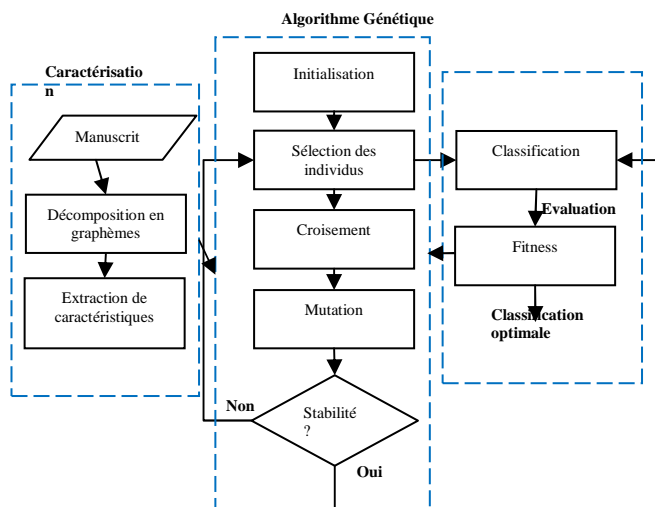 Algorithme Génétique
Caractérisatio
n
Manuscrit
Décomposition en
graphèmes
Extraction de
caractéristiques
Initialisation
Sélection des
individus
Croisement
Mutation
Non
Stabilité
?
Oui
Classification
Evaluation
Fitness
Classification
optimale